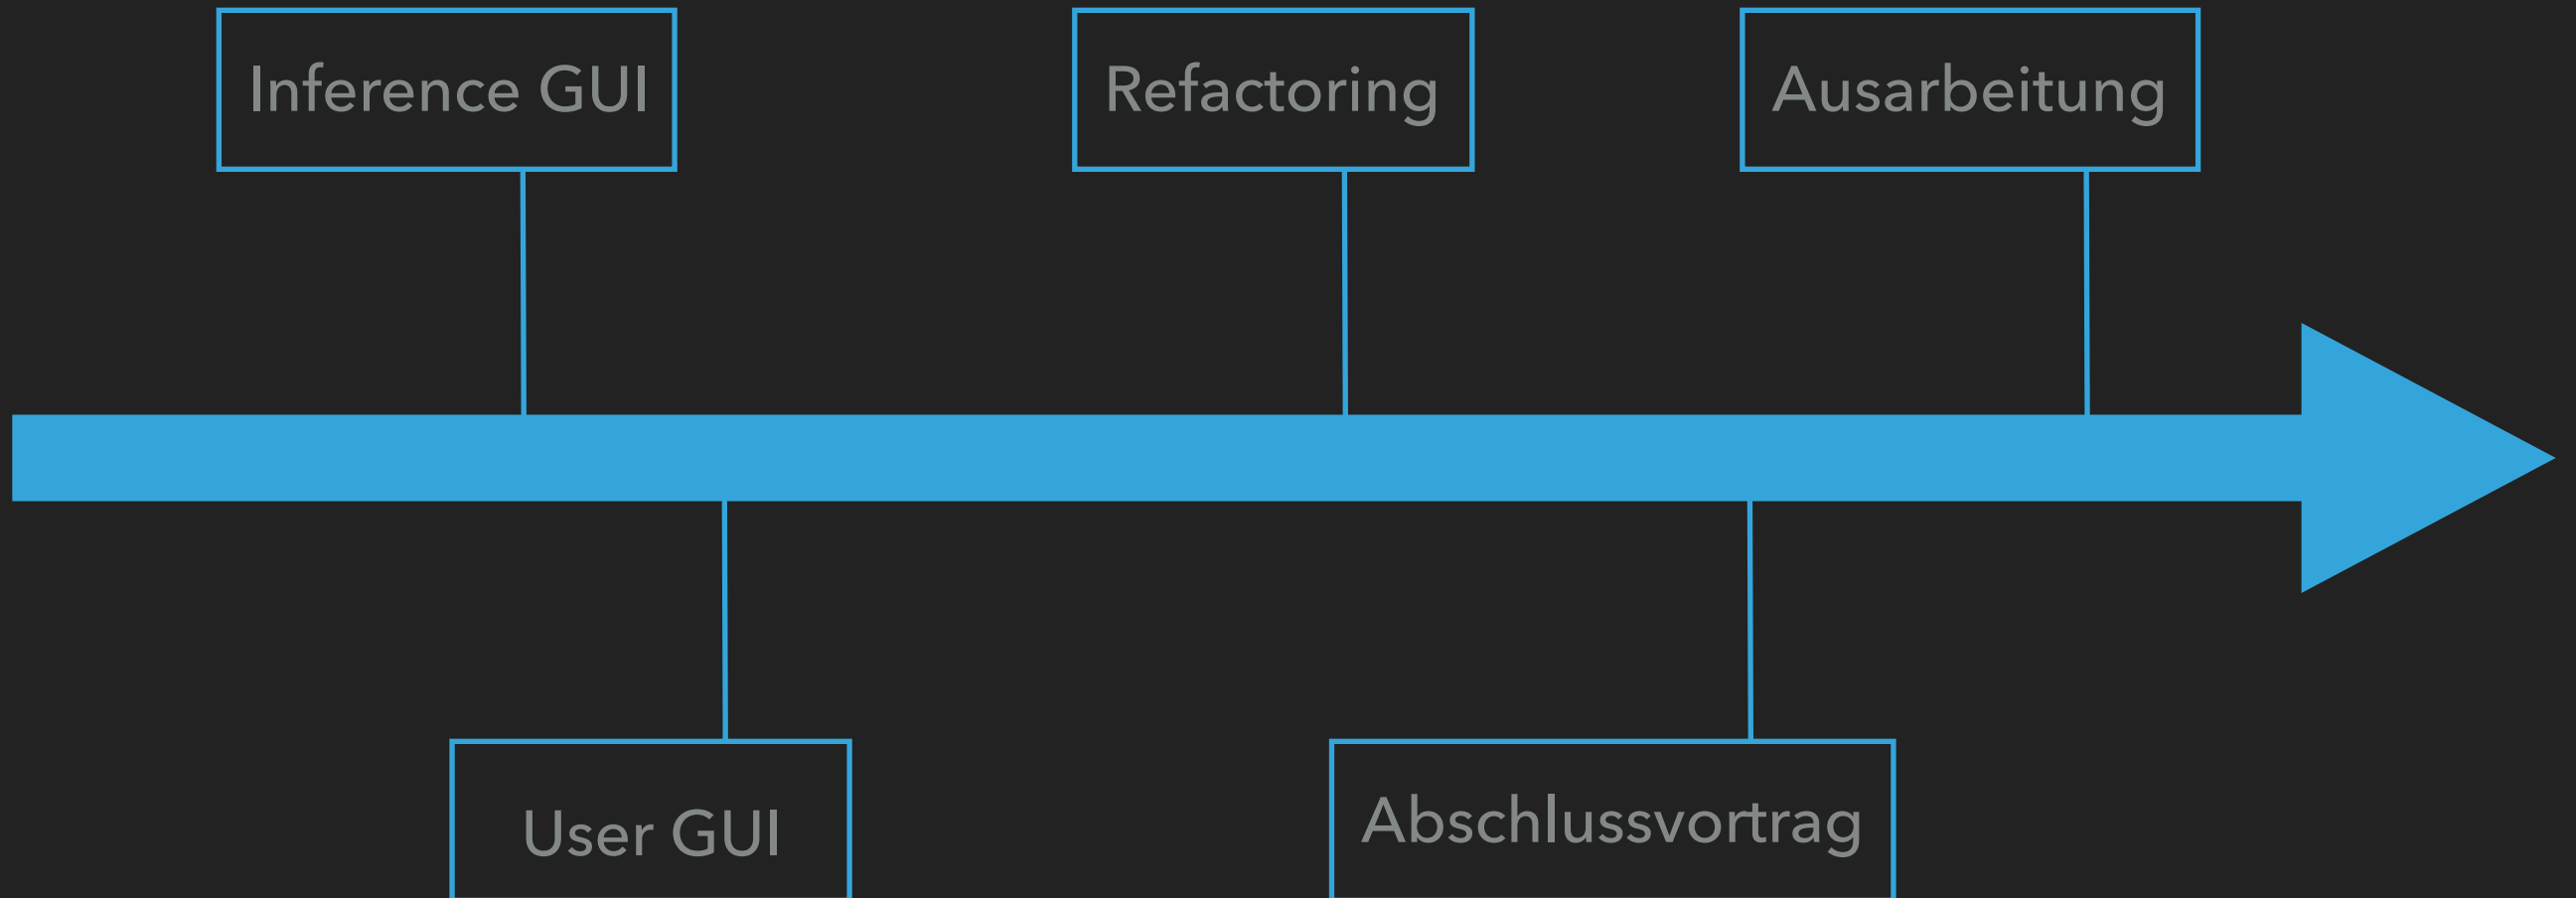 Inference GUI
Refactoring
Ausarbeitung
User GUI
Abschlussvortrag